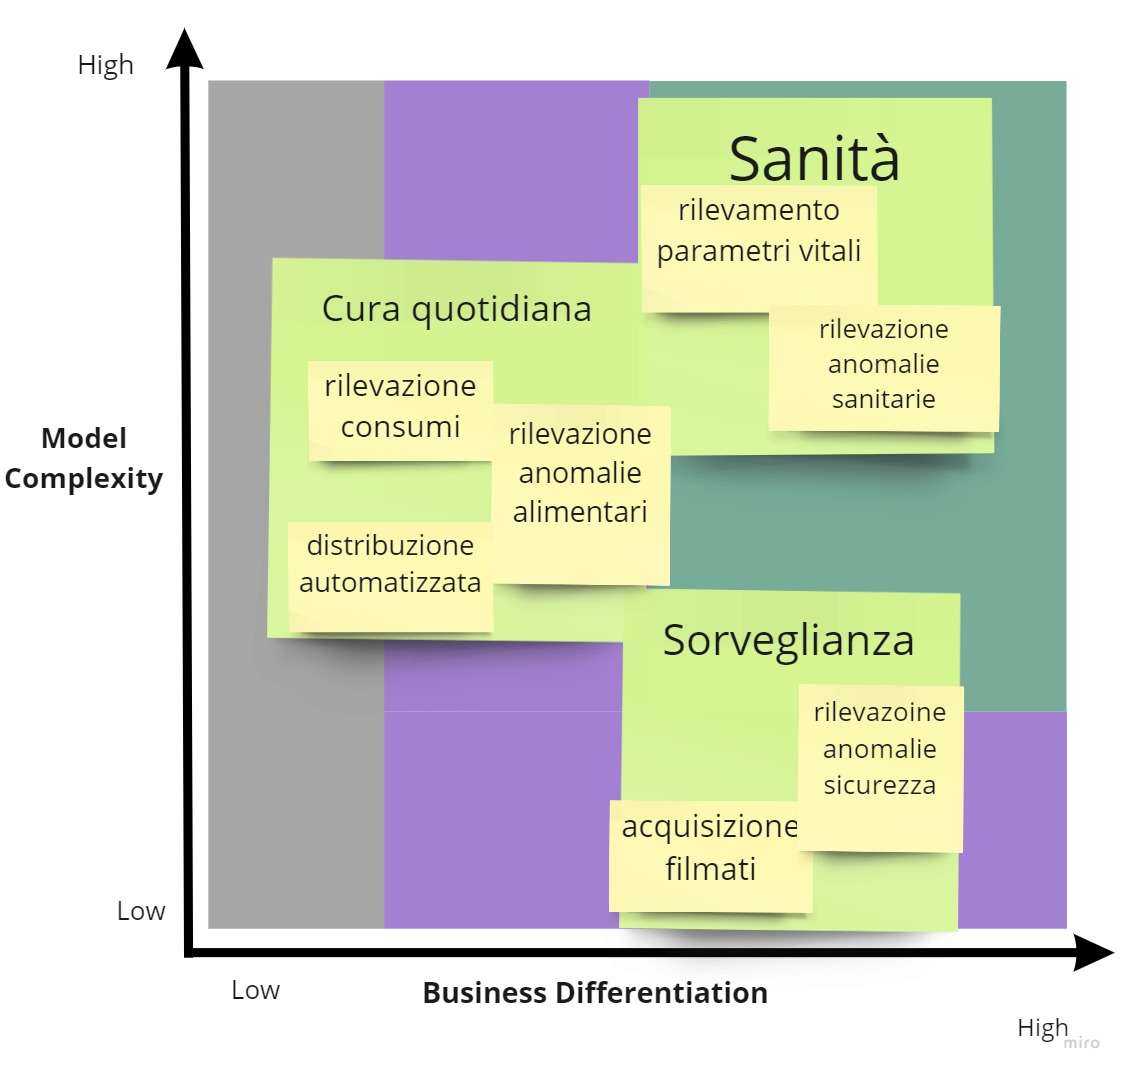 High
Sanità
rilevamento
parametri vitali
rilevazione
anomalie
sanitarie
Cura quotidiana
rilevazione
consumi
rilevazione
anomalie
alimentari
distribuzione
automatizzata
Model
Complexity
Sorveglianza
rilevazoine
anomalie
sicurezza
acquisizione
filmati
Low
Low
Business Differentiation
High
miro